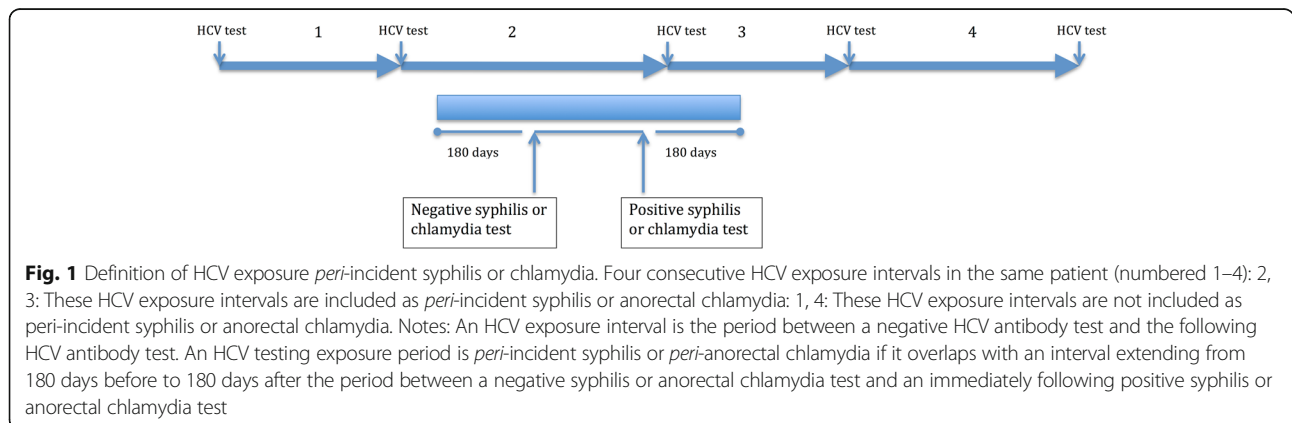 HCV test 1 HCV test 2 HCV test 3 HCV test 4 HCV test
180 days 180 days
Negative syphilis or
chlamydia test
Positive syphilis
or chlamydia test
Fig. 1 Definition of HCV exposure peri-incident syphilis or chlamydia. Four consecutive HCV exposure intervals in the same patient (numbered 1–4): 2,
3: These HCV exposure intervals are included as peri-incident syphilis or anorectal chlamydia: 1, 4: These HCV exposure intervals are not included as
peri-incident syphilis or anorectal chlamydia. Notes: An HCV exposure interval is the period between a negative HCV antibody test and the following
HCV antibody test. An HCV testing exposure period is peri-incident syphilis or peri-anorectal chlamydia if it overlaps with an interval extending from
180 days before to 180 days after the period between a negative syphilis or anorectal chlamydia test and an immediately following positive syphilis or
anorectal chlamydia test